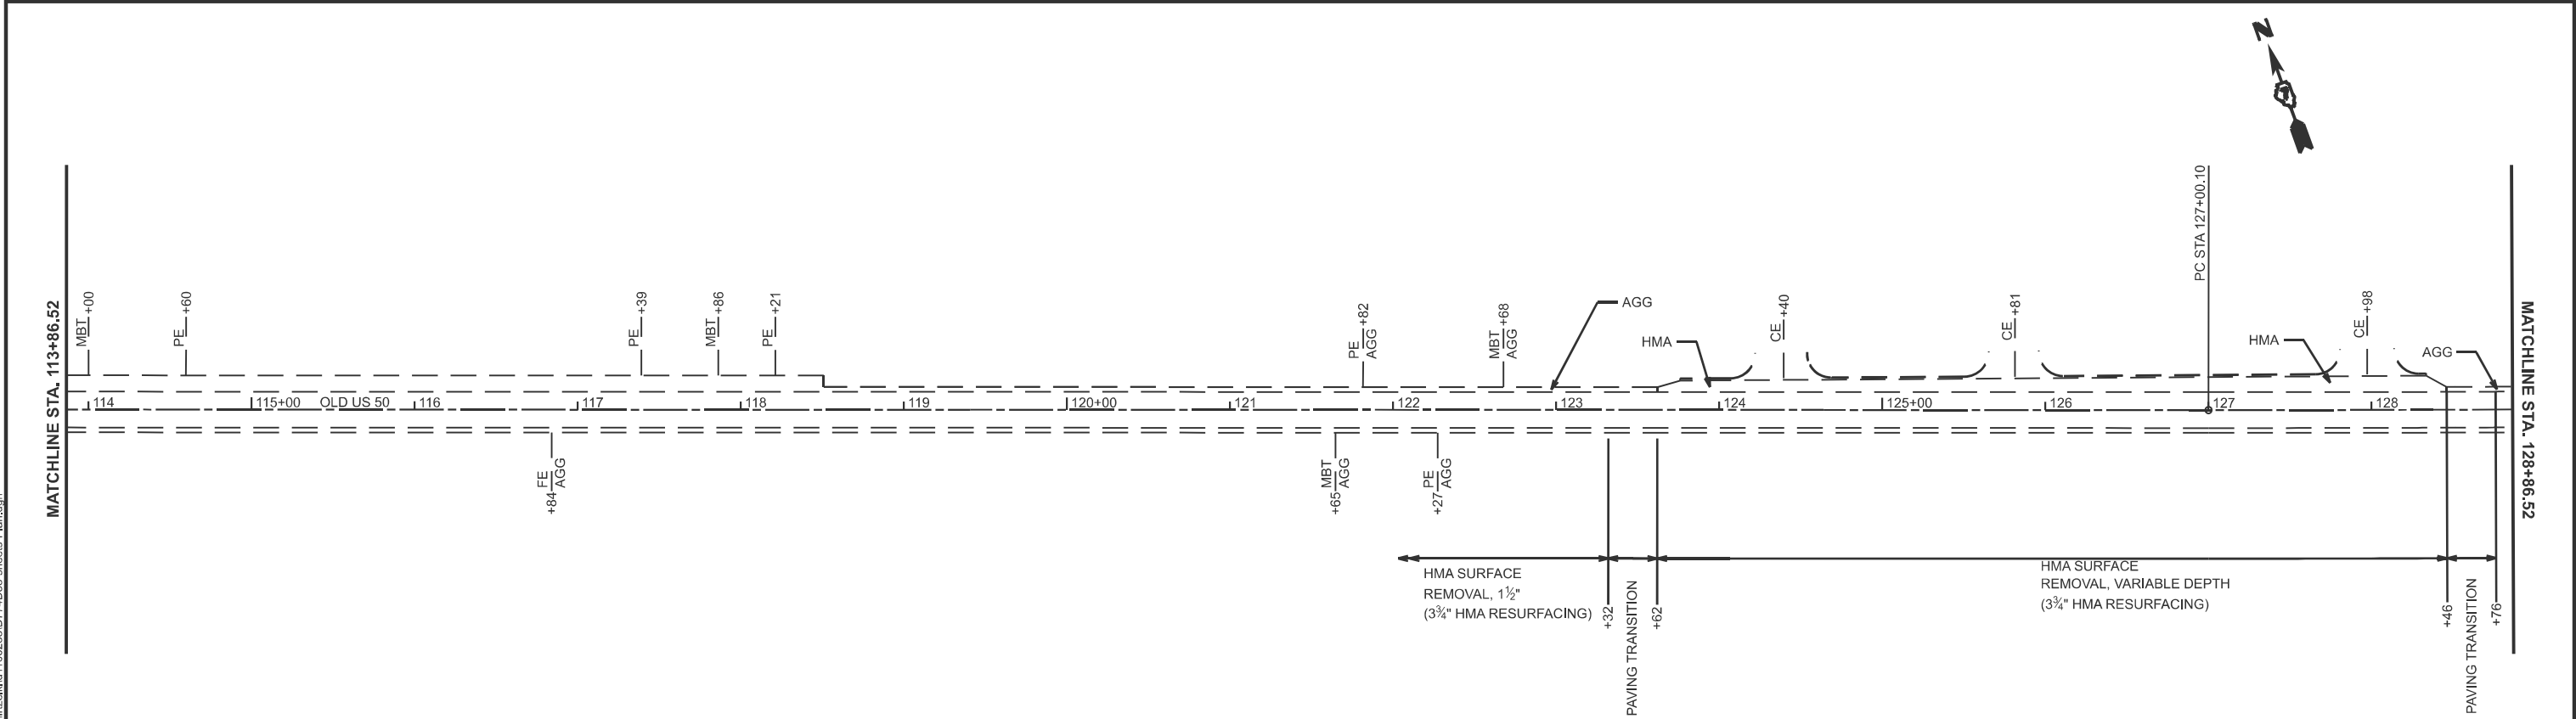 N
MATCHLINE STA. 113+86.52
MBT +00
PE +60
PE +39
MBT +86
PE +21
PE +82
AGG
MBT +68
AGG
AGG
HMA
CE +40
CE +81
PC STA 127+00.10
HMA
CE +98
AGG
MATCHLINE STA. 128+86.52
114
115+00
OLD US 50
116
117
118
119
120+00
121
122
123
124
125+00
126
127
128
+84 FE
AGG
+65 MBT
AGG
+27 PE
AGG
HMA SURFACE
REMOVAL, 1½"
(3¾" HMA RESURFACING)
+32
PAVING TRANSITION
+62
HMA SURFACE
REMOVAL, VARIABLE DEPTH
(3¾" HMA RESURFACING)
+46
PAVING TRANSITION
+76